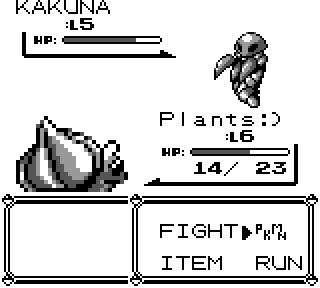 KAKUNA
:L5
HP:
Plants:)
:L6
HP:
14/ 23
FIGHT ▶PKMN
ITEM RUN